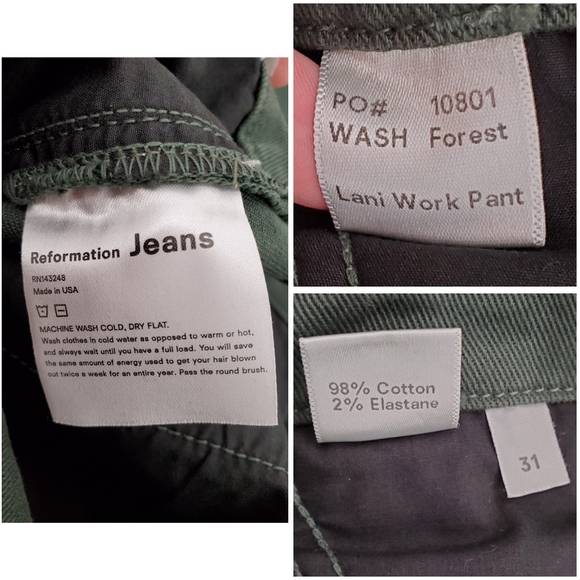 Reformation Jeans
RN143248
Made in USA
MACHINE WASH COLD, DRY FLAT.
Wash clothes in cold water as opposed to warm or hot,
and always wait until you have a full load. You will save
the same amount of energy used to get your hair blown
out twice a week for an entire year. Pass the round brush.
PO# 10801
WASH Forest
Lani Work Pant
98% Cotton
2% Elastane
31